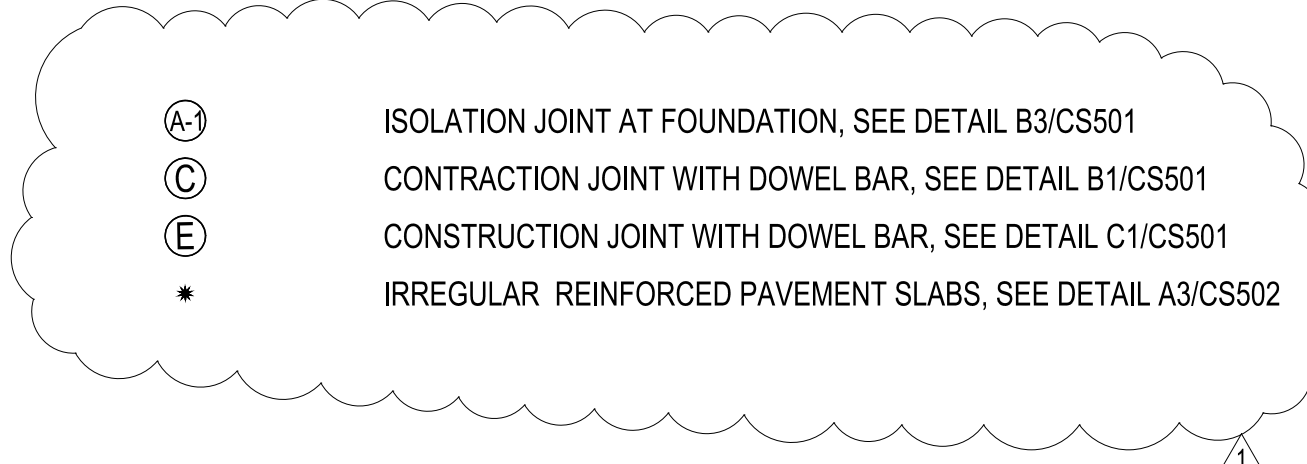 A-1 ISOLATION JOINT AT FOUNDATION, SEE DETAIL B3/CS501
C CONTRACTION JOINT WITH DOWEL BAR, SEE DETAIL B1/CS501
E CONSTRUCTION JOINT WITH DOWEL BAR, SEE DETAIL C1/CS501
✷ IRREGULAR REINFORCED PAVEMENT SLABS, SEE DETAIL A3/CS502
1